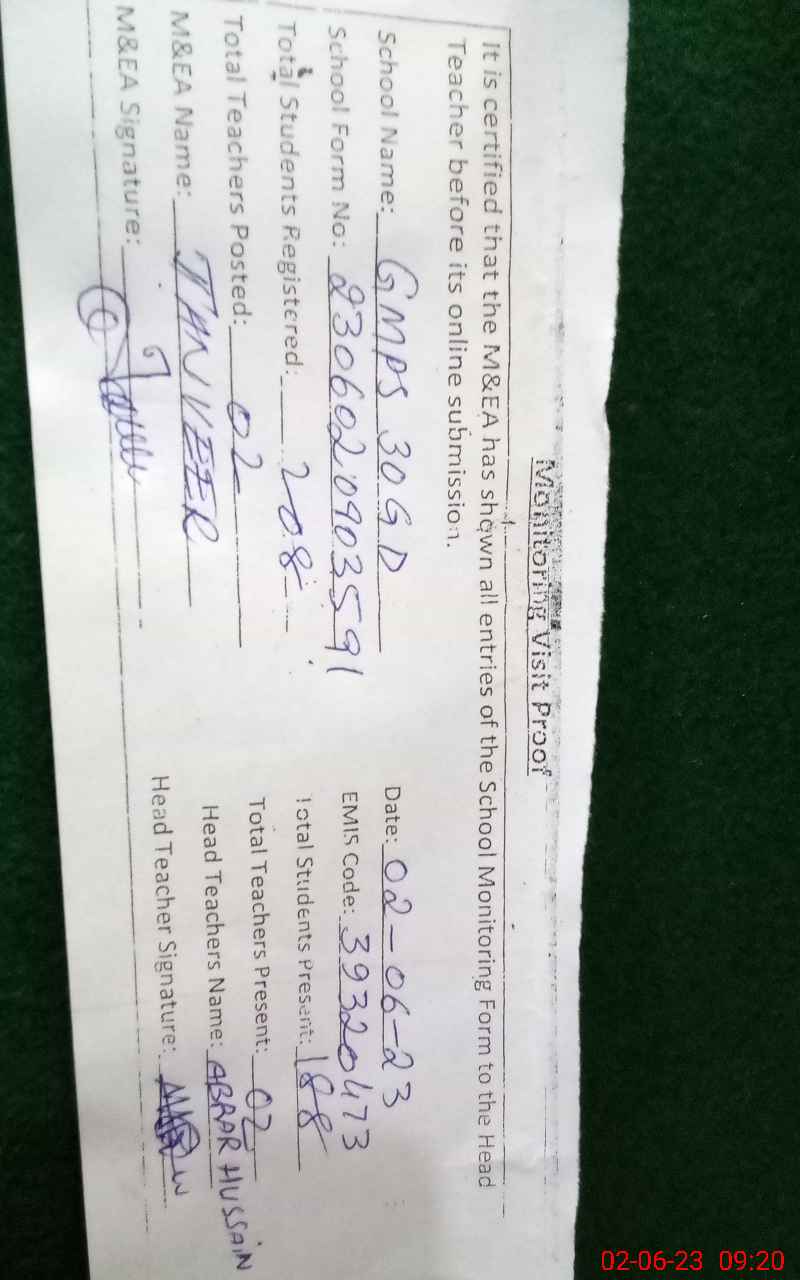 Monitoring Visit Proof
It is certified that the M&EA has shown all entries of the School Monitoring Form to the Head
Teacher before its online submission.
School Name: GMPS 30GD Date: 02-06-23
School Form No: 2306020903591 EMIS Code: 39320473
Total Students Registered: 208 Total Students Present: 188
Total Teachers Posted: 02 Total Teachers Present: 02
M&EA Name: TANVEER Head Teachers Name: ABRAR HUSSAIN
M&EA Signature: Head Teacher Signature:
02-06-23 09:20